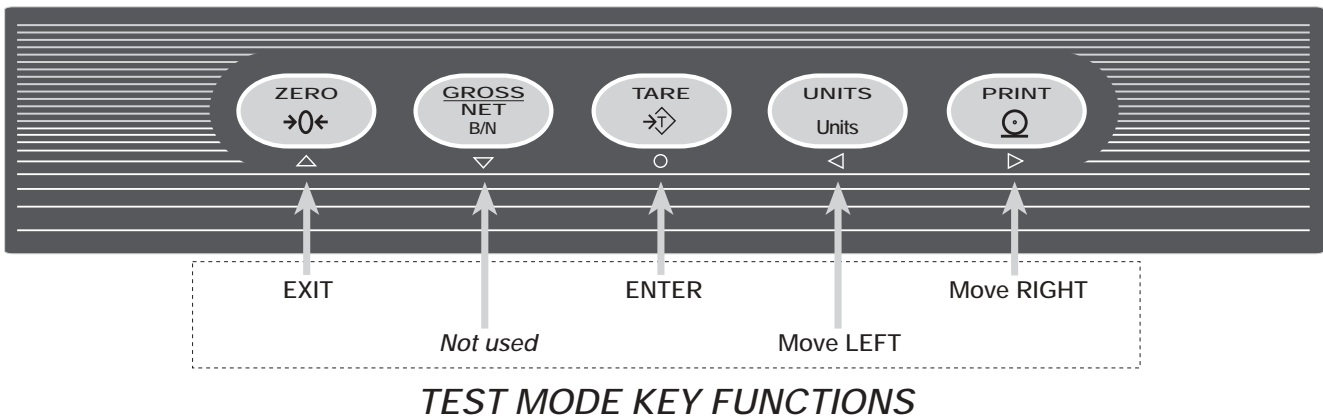 ZERO
→0←
GROSS
NET
B/N
TARE
→T
UNITS
Units
PRINT
EXIT
ENTER
Move RIGHT
Not used
Move LEFT
TEST MODE KEY FUNCTIONS